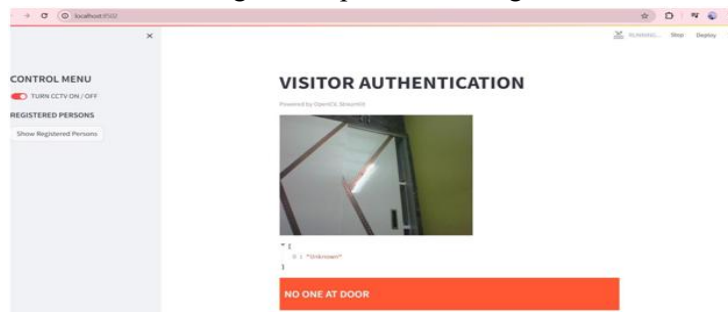 localhost:8502
RUNNING... Stop Deploy
CONTROL MENU
TURN CCTV ON / OFF
REGISTERED PERSONS
Show Registered Persons
VISITOR AUTHENTICATION
Powered by OpenCV, Streamlit
[
0 : "Unknown"
]
NO ONE AT DOOR